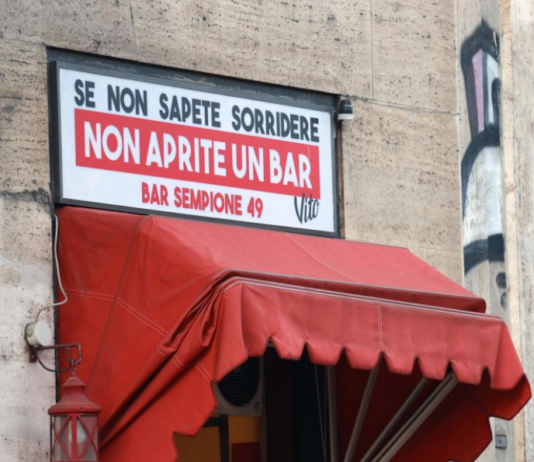 SE NON SAPETE SORRIDERE
NON APRITE UN BAR
BAR SEMPIONE 49
Vito